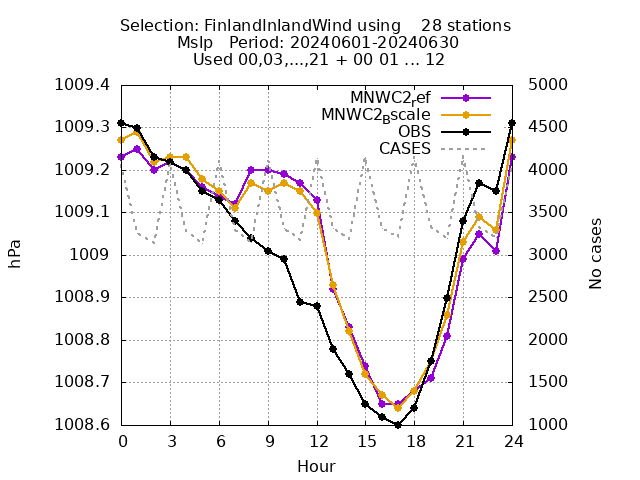 Selection: FinlandInlandWind using    28 stations
Mslp   Period: 20240601-20240630
Used 00,03,...,21 + 00 01 ... 12
1009.4
1009.3
1009.2
1009.1
1009
1008.9
1008.8
1008.7
1008.6
hPa
MNWC2_ref
MNWC2_Bscale
OBS
CASES
5000
4500
4000
3500
3000
2500
2000
1500
1000
No cases
0 3 6 9 12 15 18 21 24
Hour